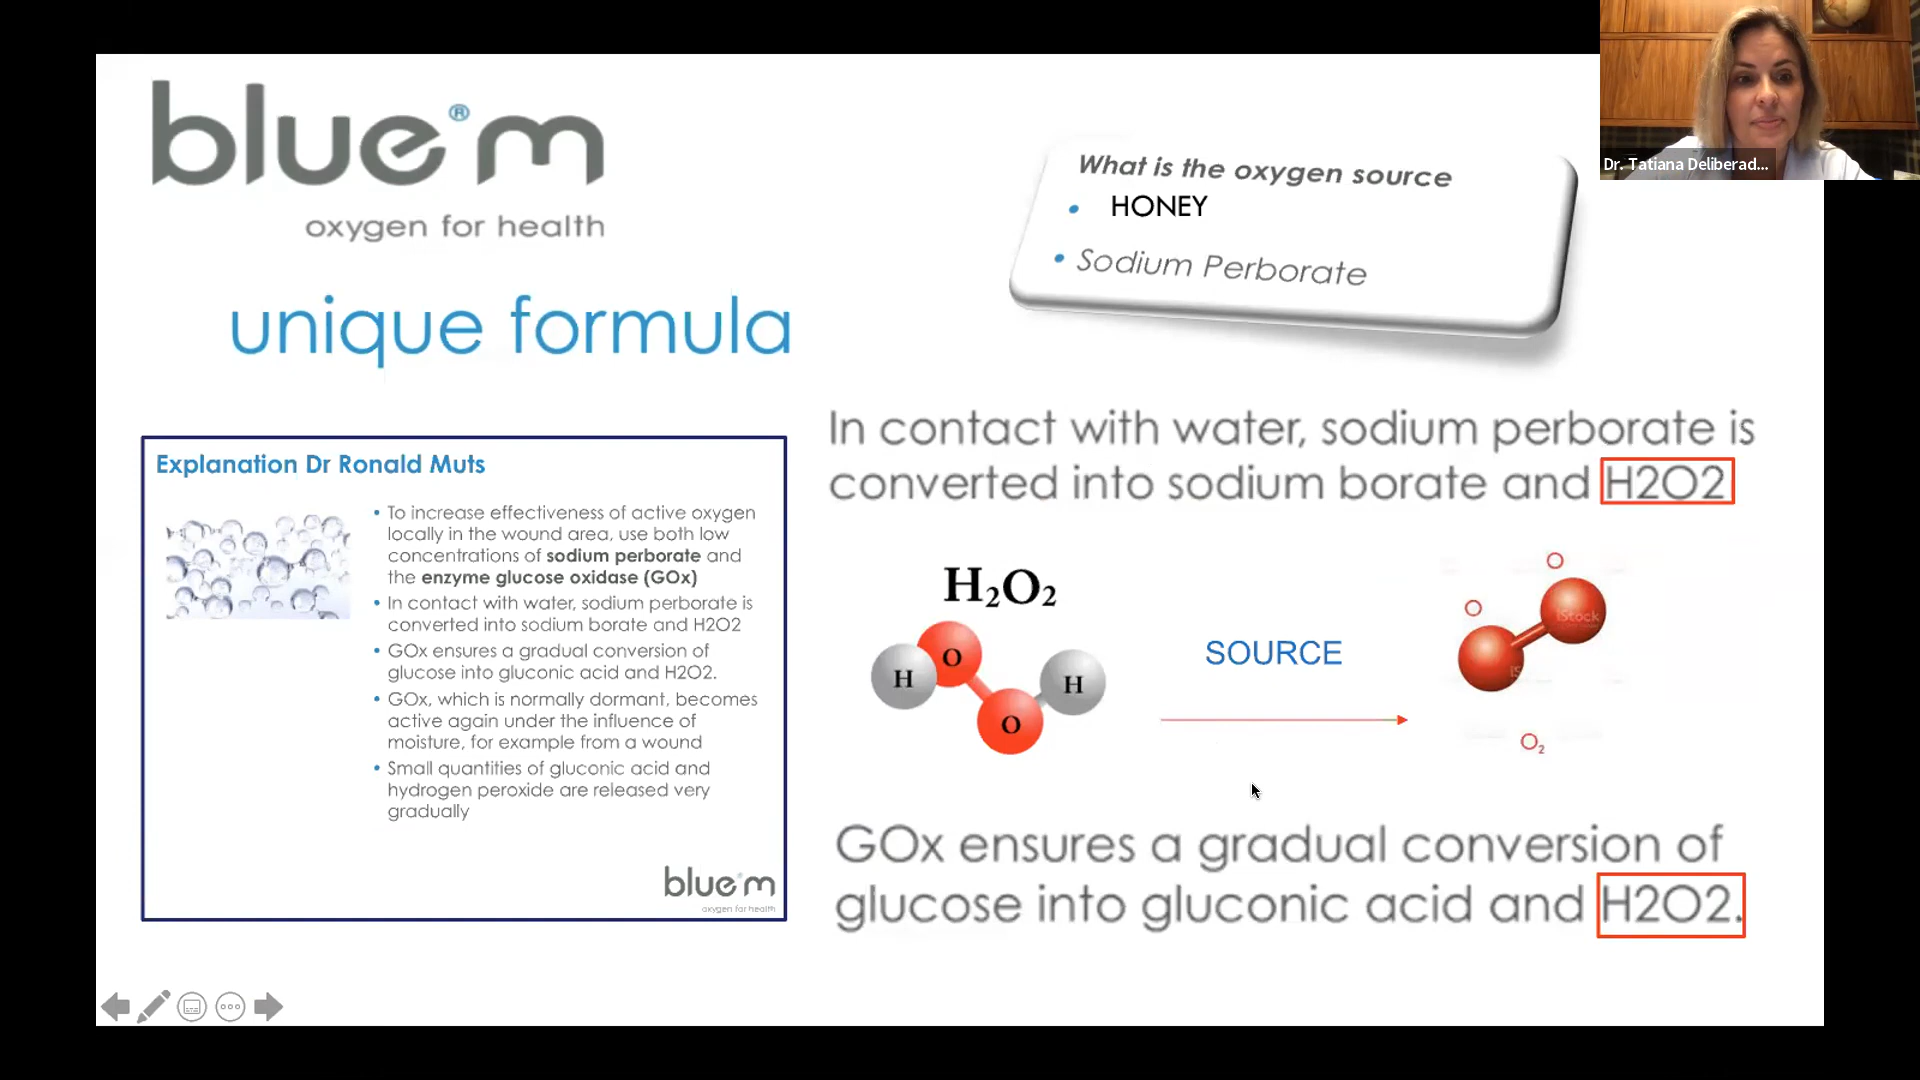 blue®m
oxygen for health
unique formula
What is the oxygen source
• HONEY
• Sodium Perborate
Dr. Tatiana Deliberad...
Explanation Dr Ronald Muts
• To increase effectiveness of active oxygen
locally in the wound area, use both low
concentrations of sodium perborate and
the enzyme glucose oxidase (GOx)
• In contact with water, sodium perborate is
converted into sodium borate and H2O2
• GOx ensures a gradual conversion of
glucose into gluconic acid and H2O2.
• GOx, which is normally dormant, becomes
active again under the influence of
moisture, for example from a wound
• Small quantities of gluconic acid and
hydrogen peroxide are released very
gradually
blue m
oxygen for health
In contact with water, sodium perborate is
converted into sodium borate and H2O2
H₂O₂
H
O
O
H
SOURCE
O
O
iStock
O₂
GOx ensures a gradual conversion of
glucose into gluconic acid and H2O2.